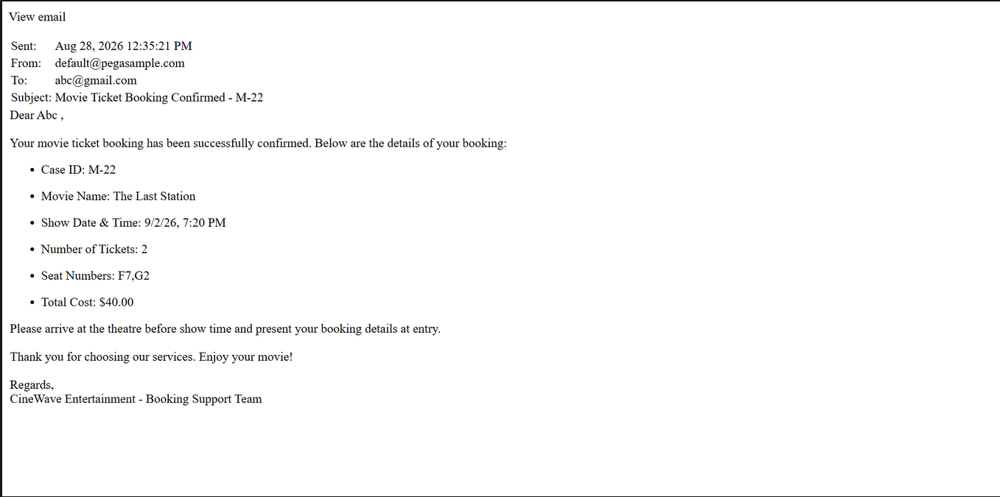 View email
Sent: Aug 28, 2026 12:35:21 PM
From: default@pegasample.com
To: abc@gmail.com
Subject: Movie Ticket Booking Confirmed - M-22
Dear Abc ,
Your movie ticket booking has been successfully confirmed. Below are the details of your booking:
• Case ID: M-22
• Movie Name: The Last Station
• Show Date & Time: 9/2/26, 7:20 PM
• Number of Tickets: 2
• Seat Numbers: F7,G2
• Total Cost: $40.00
Please arrive at the theatre before show time and present your booking details at entry.
Thank you for choosing our services. Enjoy your movie!
Regards,
CineWave Entertainment - Booking Support Team